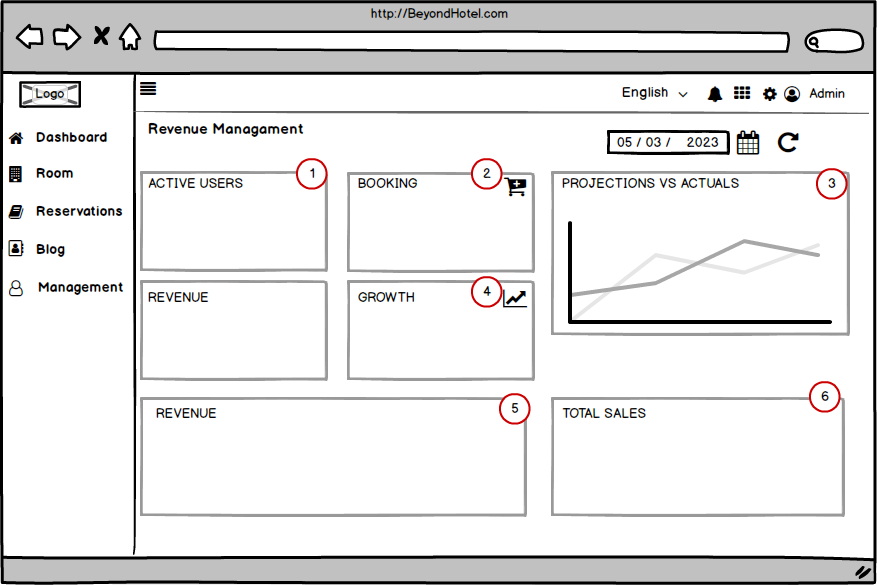 http://BeyondHotel.com
Logo
English
Admin
Dashboard
Room
Reservations
Blog
Management
Revenue Managament
05 / 03 / 2023
ACTIVE USERS
1
BOOKING
2
PROJECTIONS VS ACTUALS
3
REVENUE
GROWTH
4
REVENUE
5
TOTAL SALES
6